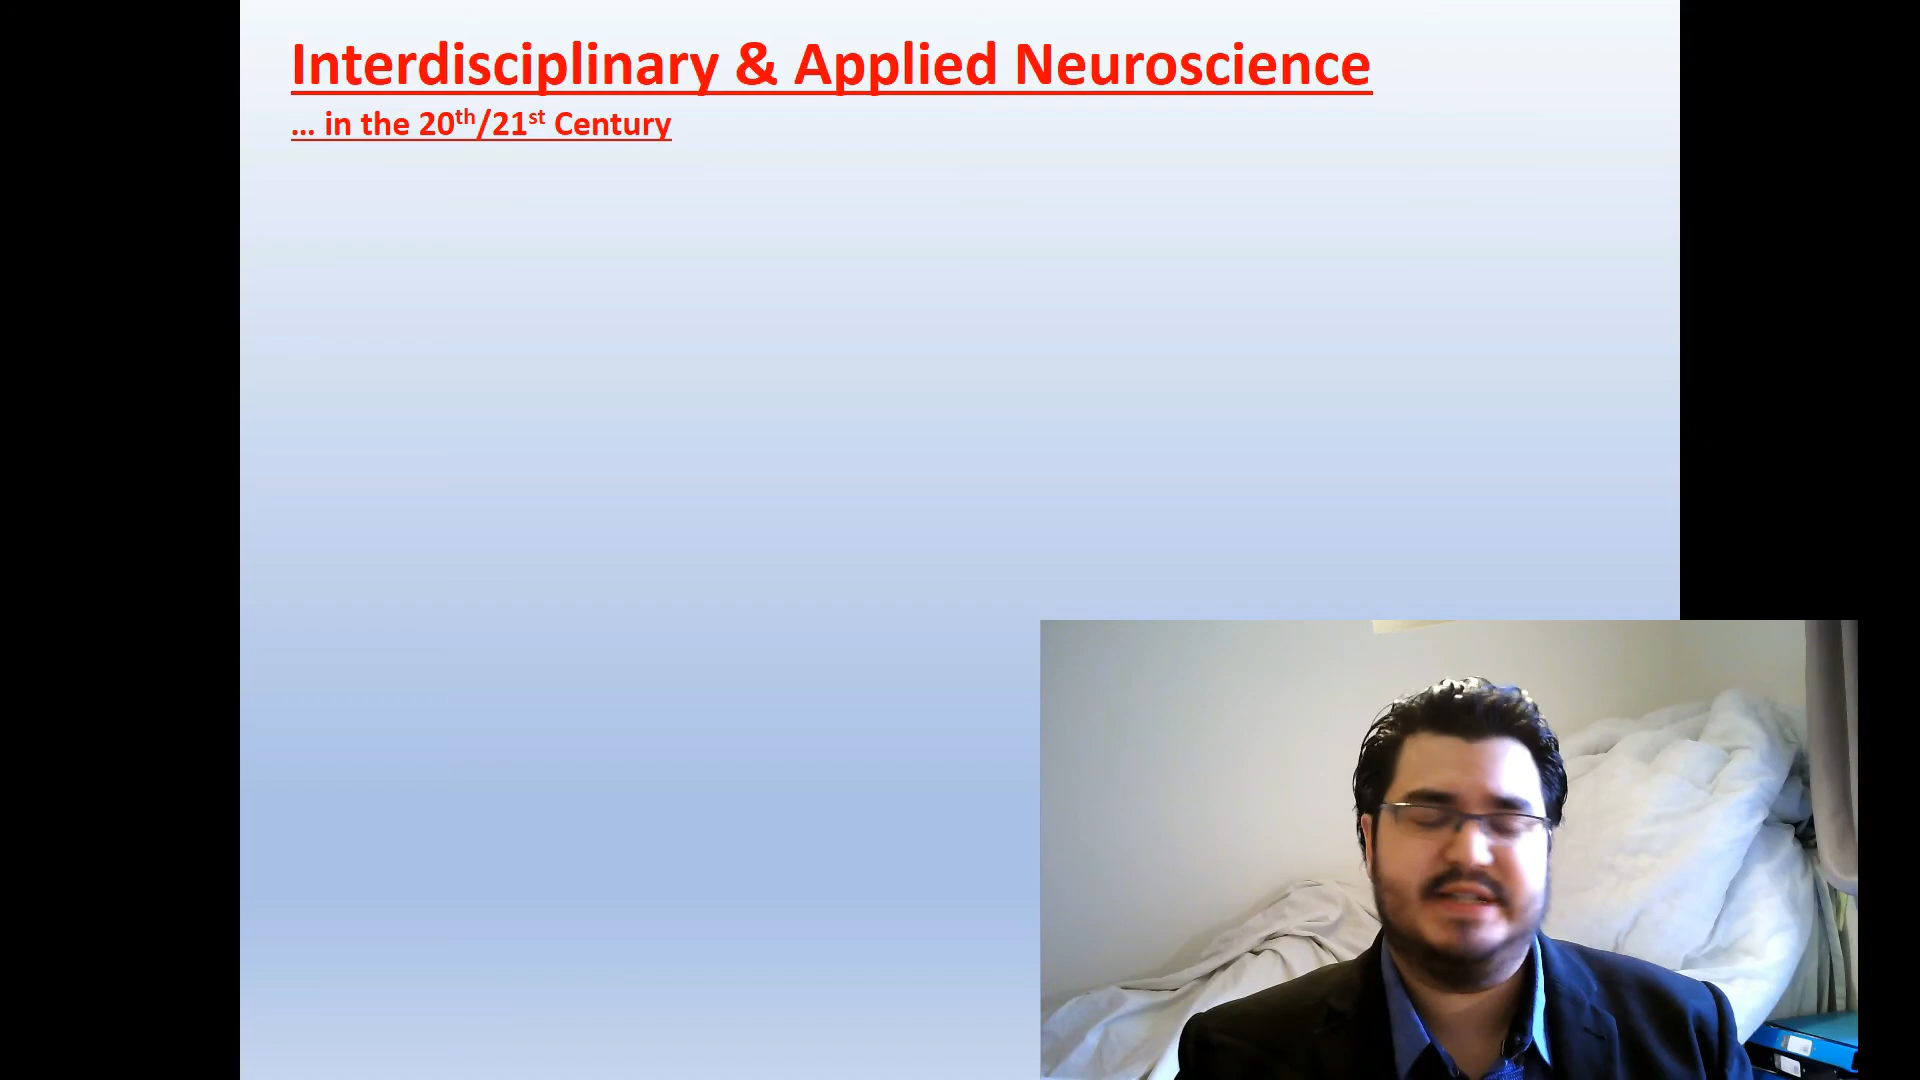 Interdisciplinary & Applied Neuroscience
... in the 20th/21st Century